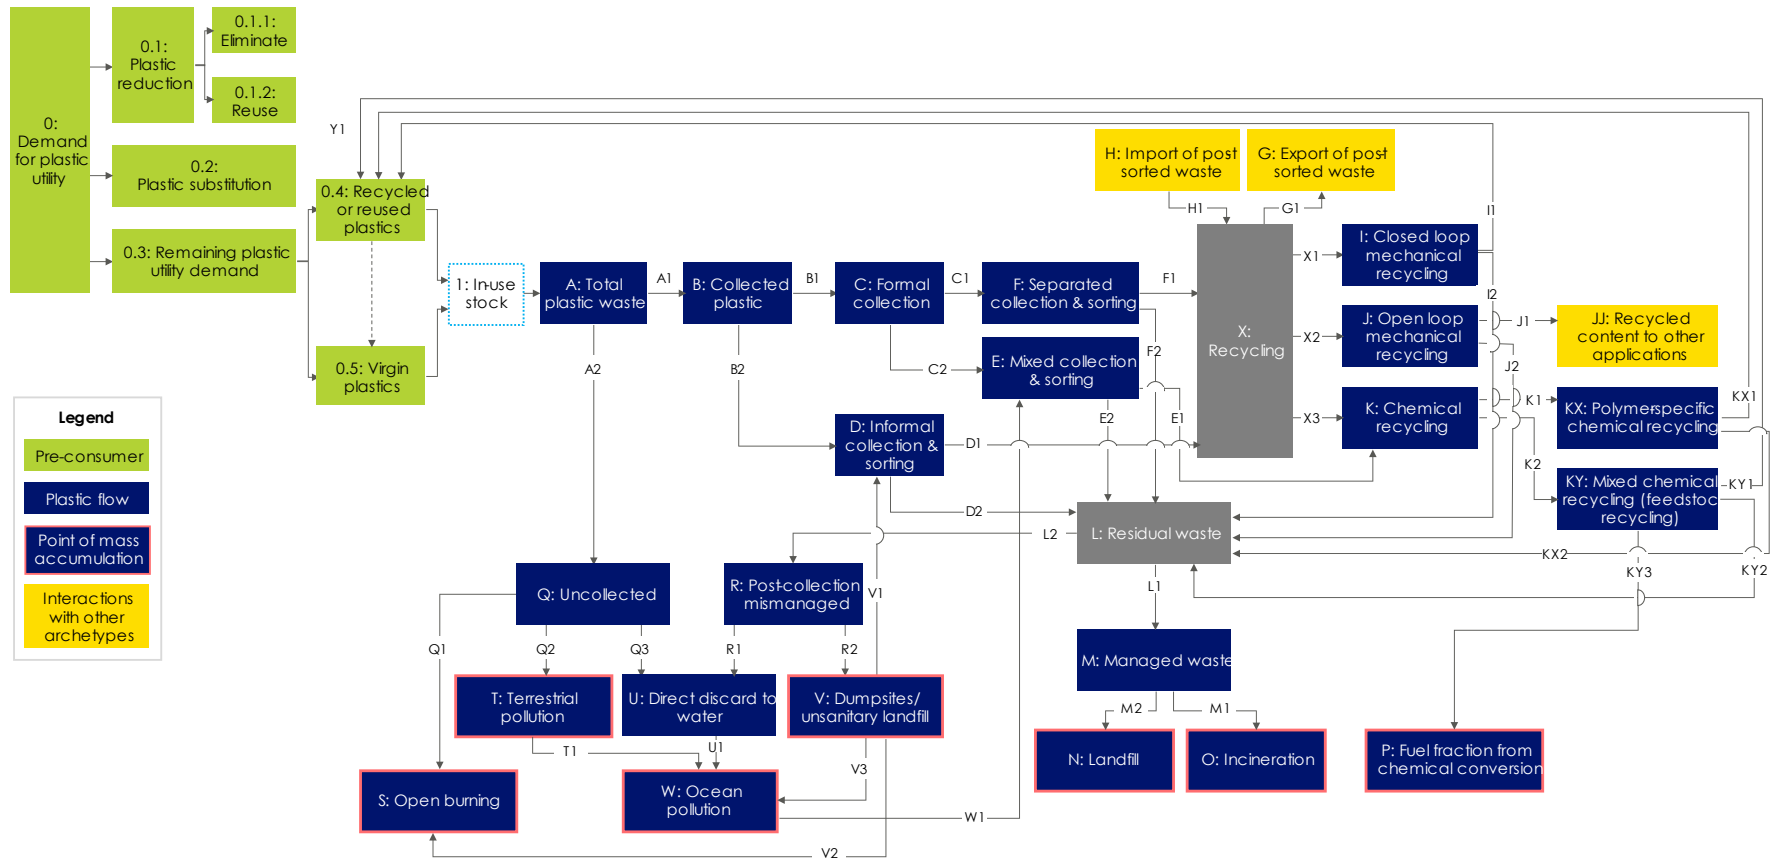 0:
Demand
for plastic
utility
0.1:
Plastic
reduction
0.1.1:
Eliminate
0.1.2:
Reuse
0.2:
Plastic substitution
0.3: Remaining plastic
utility demand
Y1
0.4: Recycled
or reused
plastics
0.5: Virgin
plastics
1: In-use
stock
A: Total
plastic waste
A1
A2
B: Collected
plastic
B1
B2
C: Formal
collection
C1
C2
F: Separated
collection & sorting
F1
F2
E: Mixed collection
& sorting
E2
E1
D: Informal
collection &
sorting
D1
D2
H: Import of post
sorted waste
G: Export of post-
sorted waste
H1
G1
X:
Recycling
X1
X2
X3
I: Closed loop
mechanical
recycling
I1
I2
J: Open loop
mechanical
recycling
J1
J2
JJ: Recycled
content to other
applications
K: Chemical
recycling
K1
K2
KX: Polymer-specific
chemical recycling
KX1
KX2
KY: Mixed chemical
recycling (feedstoc
recycling)
KY1
KY2
KY3
L: Residual waste
L2
L1
Q: Uncollected
Q1
Q2
Q3
R: Post-collection
mismanaged
R1
R2
V1
T: Terrestrial
pollution
T1
U: Direct discard to
water
U1
V: Dumpsites/
unsanitary landfill
V3
V2
S: Open burning
W: Ocean
pollution
W1
M: Managed waste
M2
M1
N: Landfill
O: Incineration
P: Fuel fraction from
chemical conversion
Legend
Pre-consumer
Plastic flow
Point of mass
accumulation
Interactions
with other
archetypes